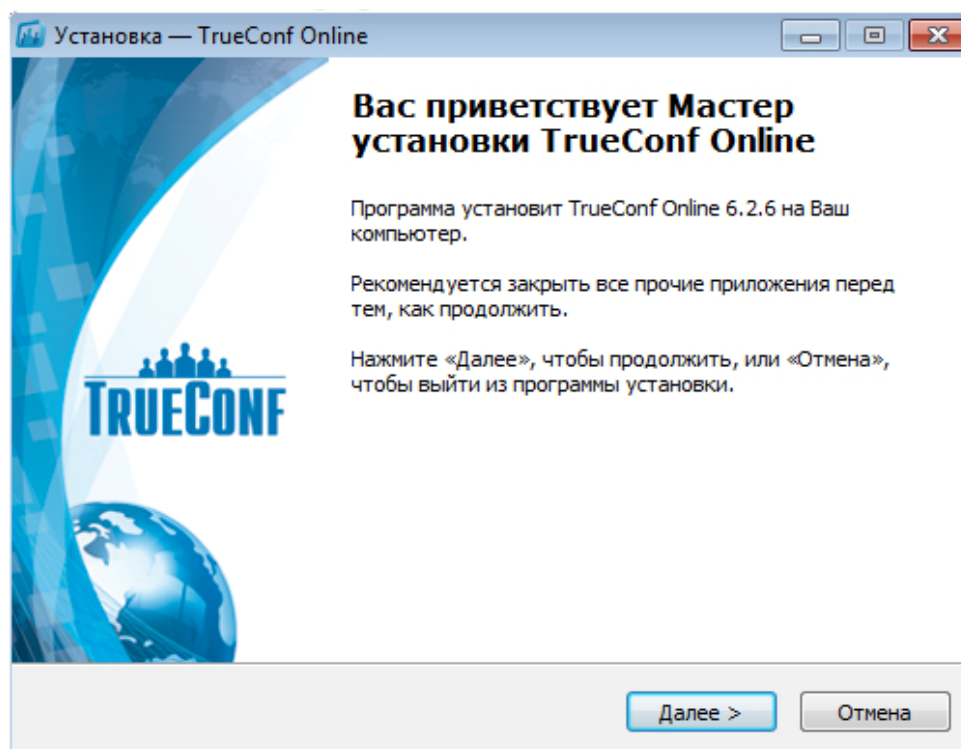 Установка — TrueConf Online
Вас приветствует Мастер
установки TrueConf Online
Программа установит TrueConf Online 6.2.6 на Ваш
компьютер.
Рекомендуется закрыть все прочие приложения перед
тем, как продолжить.
Нажмите «Далее», чтобы продолжить, или «Отмена»,
чтобы выйти из программы установки.
TRUECONF
Далее >
Отмена